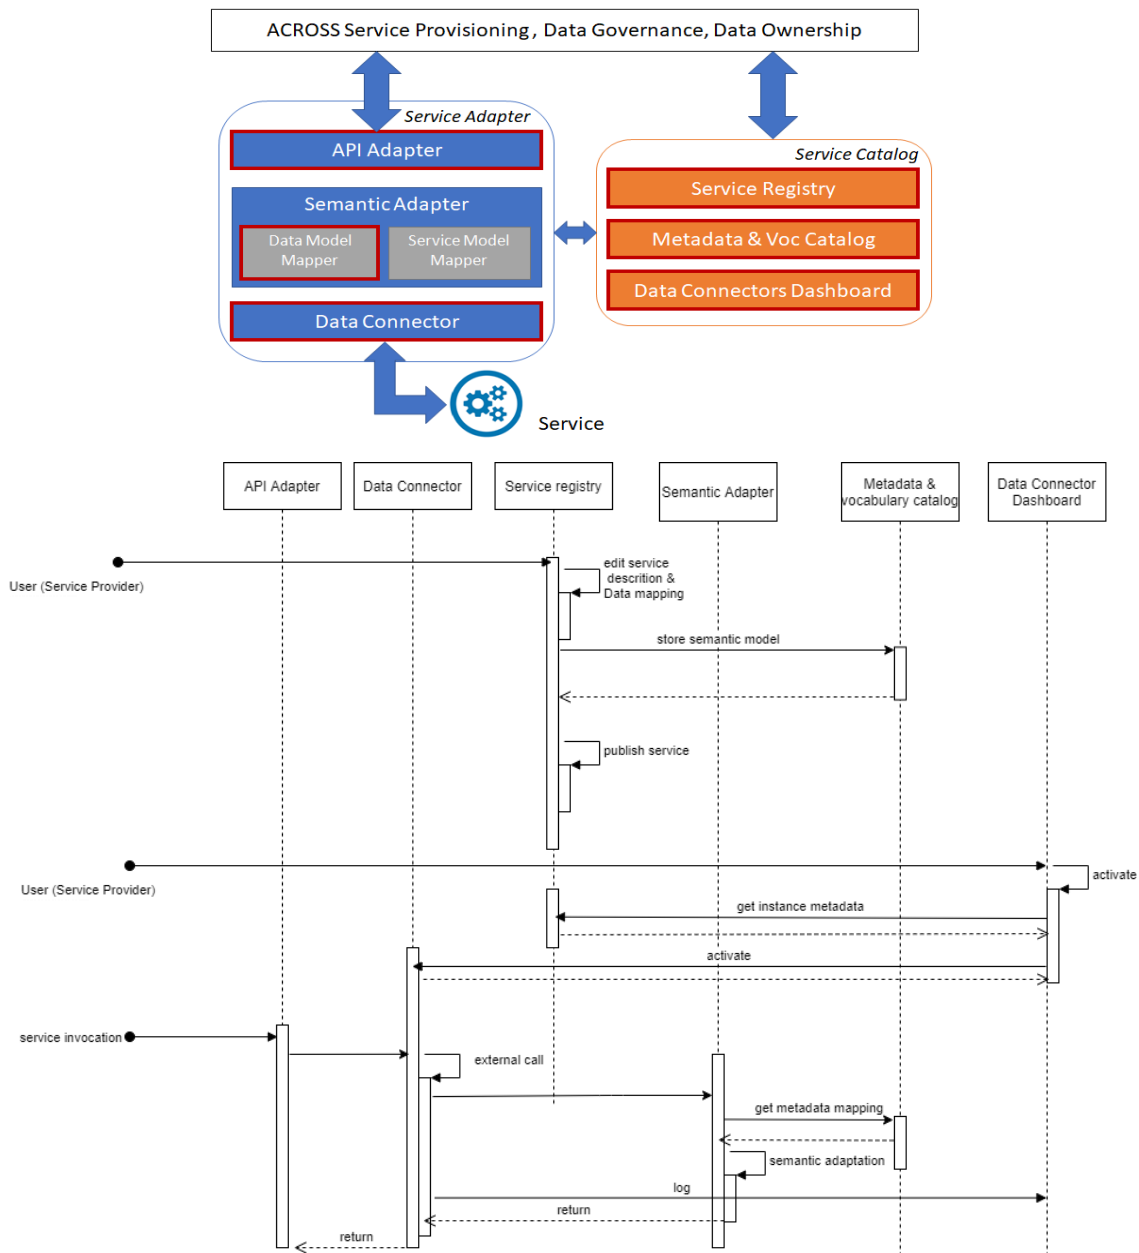 ACROSS Service Provisioning , Data Governance, Data Ownership
Service Adapter
API Adapter
Semantic Adapter
Data Model
Mapper
Service Model
Mapper
Data Connector
Service Catalog
Service Registry
Metadata & Voc Catalog
Data Connectors Dashboard
Service
API Adapter
Data Connector
Service registry
Semantic Adapter
Metadata &
vocabulary catalog
Data Connector
Dashboard
User (Service Provider)
edit service
descrition &
Data mapping
store semantic model
publish service
User (Service Provider)
activate
get instance metadata
activate
service invocation
external call
get metadata mapping
semantic adaptation
log
return
return